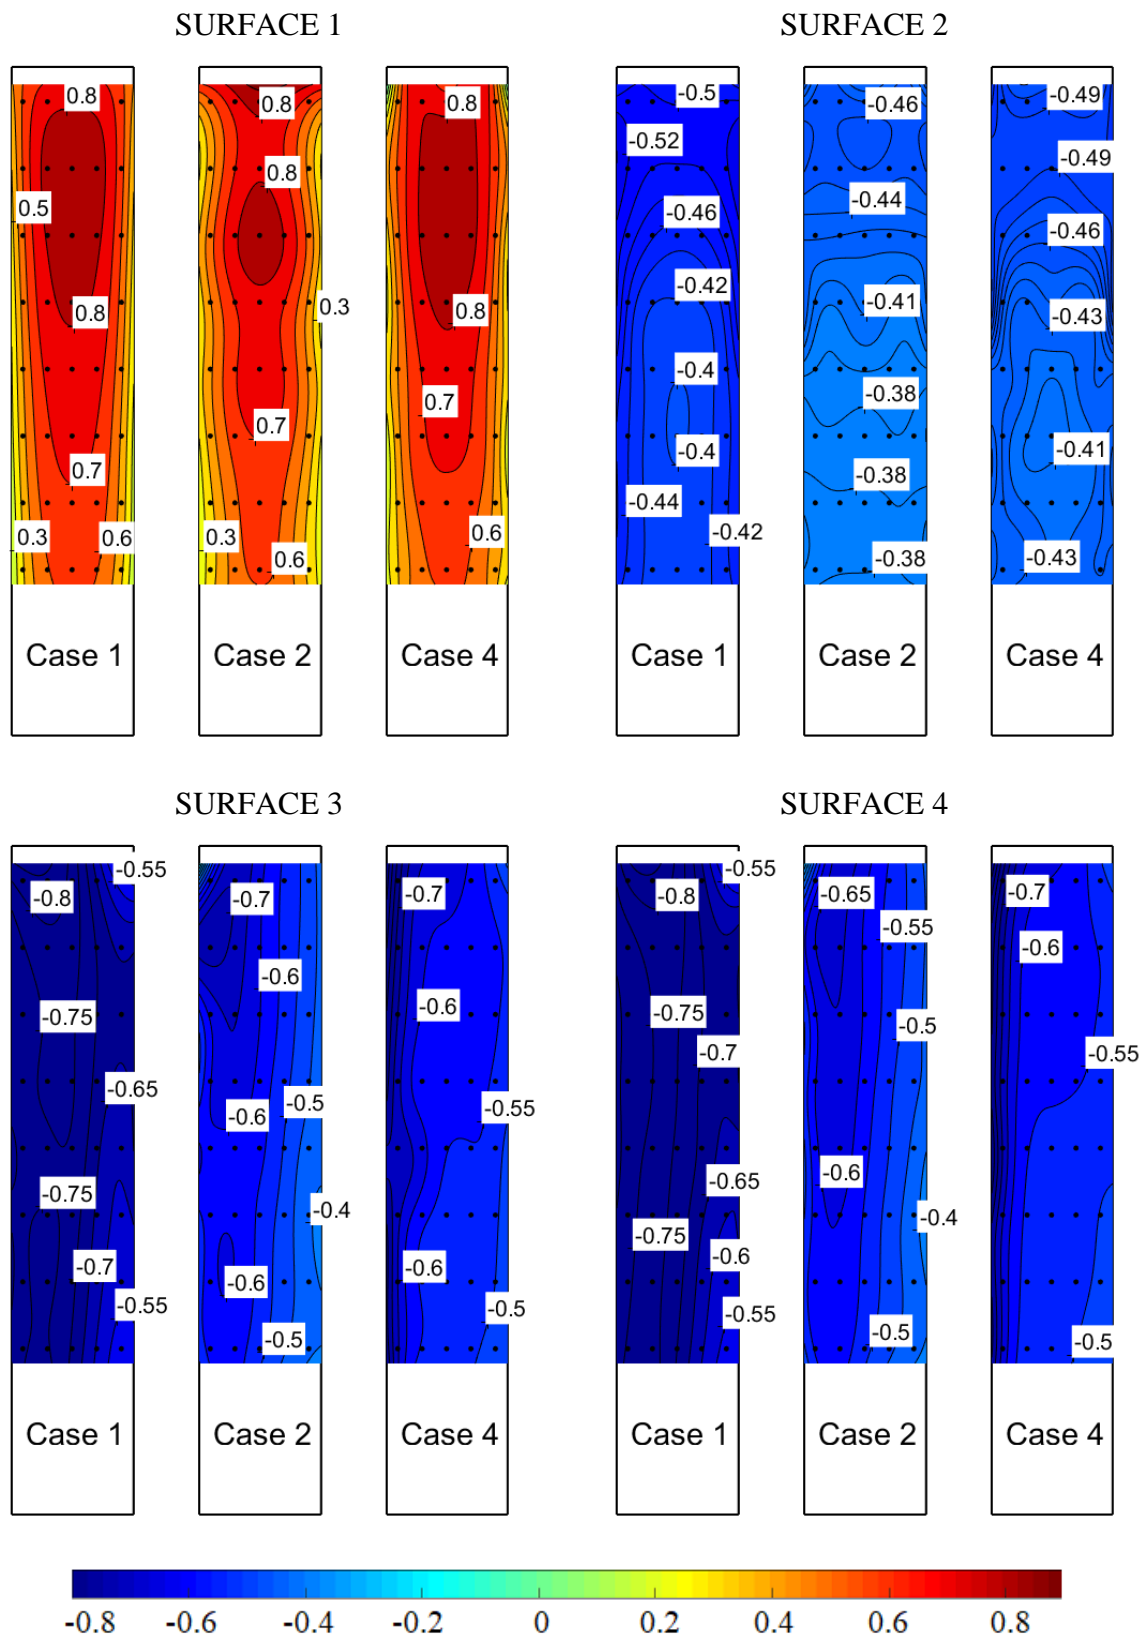 SURFACE 1
SURFACE 2
0.8 0.8 0.8 -0.5 -0.46 -0.49
-0.52
0.8 -0.49
0.5 -0.46 -0.44 -0.46
0.8 0.3 0.8 -0.42 -0.41 -0.43
-0.4
0.7 0.7 -0.38
0.7 -0.4 -0.38 -0.41
-0.44
0.3 0.6 0.3 0.6 0.6 -0.42 -0.38 -0.43
Case 1 Case 2 Case 4 Case 1 Case 2 Case 4
SURFACE 3
SURFACE 4
-0.55 -0.55
-0.8 -0.7 -0.7 -0.8 -0.65 -0.7
-0.55
-0.6 -0.6
-0.75 -0.6 -0.75 -0.5
-0.7 -0.55
-0.65 -0.6 -0.5 -0.55
-0.75 -0.4 -0.65 -0.6 -0.4
-0.7 -0.6 -0.6 -0.75 -0.6
-0.55 -0.5 -0.5 -0.55 -0.5 -0.5
Case 1 Case 2 Case 4 Case 1 Case 2 Case 4
-0.8 -0.6 -0.4 -0.2 0 0.2 0.4 0.6 0.8